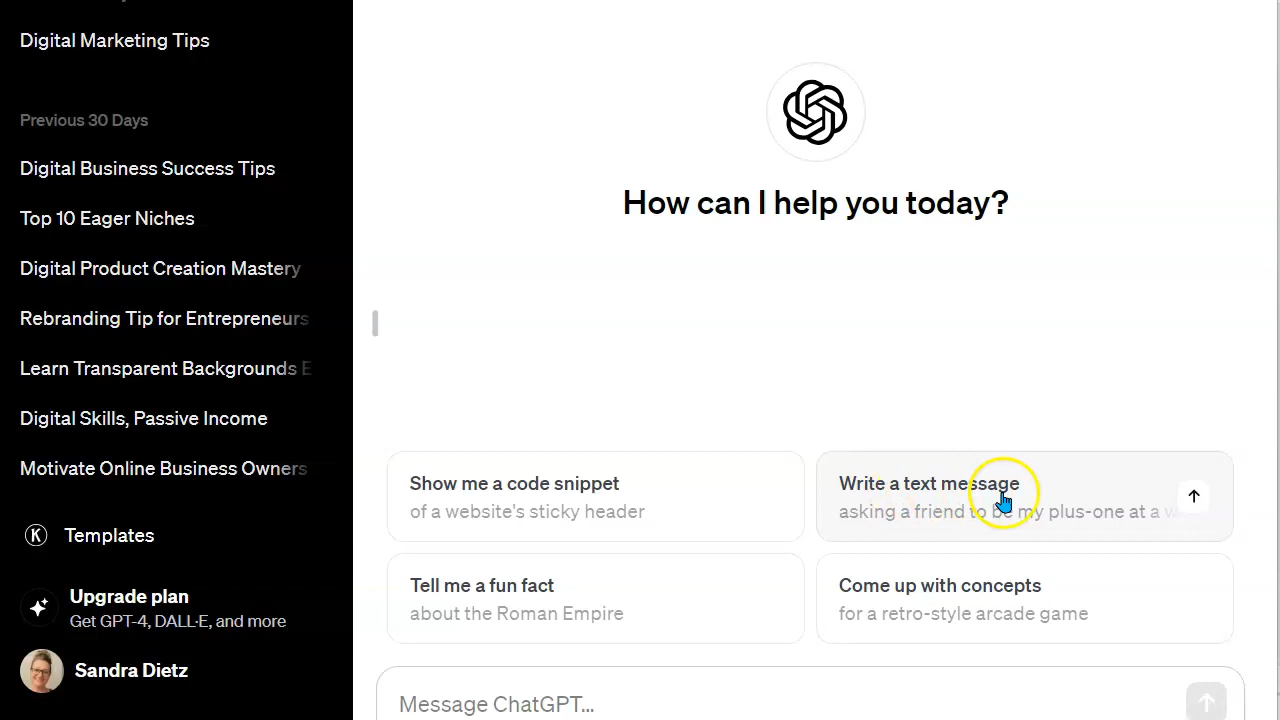 Digital Marketing Tips
Previous 30 Days
Digital Business Success Tips
Top 10 Eager Niches
Digital Product Creation Mastery
Rebranding Tip for Entrepreneurs
Learn Transparent Backgrounds E
Digital Skills, Passive Income
Motivate Online Business Owners
K
Templates
Upgrade plan
Get GPT-4, DALL·E, and more
Sandra Dietz
How can I help you today?
Show me a code snippet
of a website's sticky header
Write a text message
asking a friend to be my plus-one at a
Tell me a fun fact
about the Roman Empire
Come up with concepts
for a retro-style arcade game
Message ChatGPT...